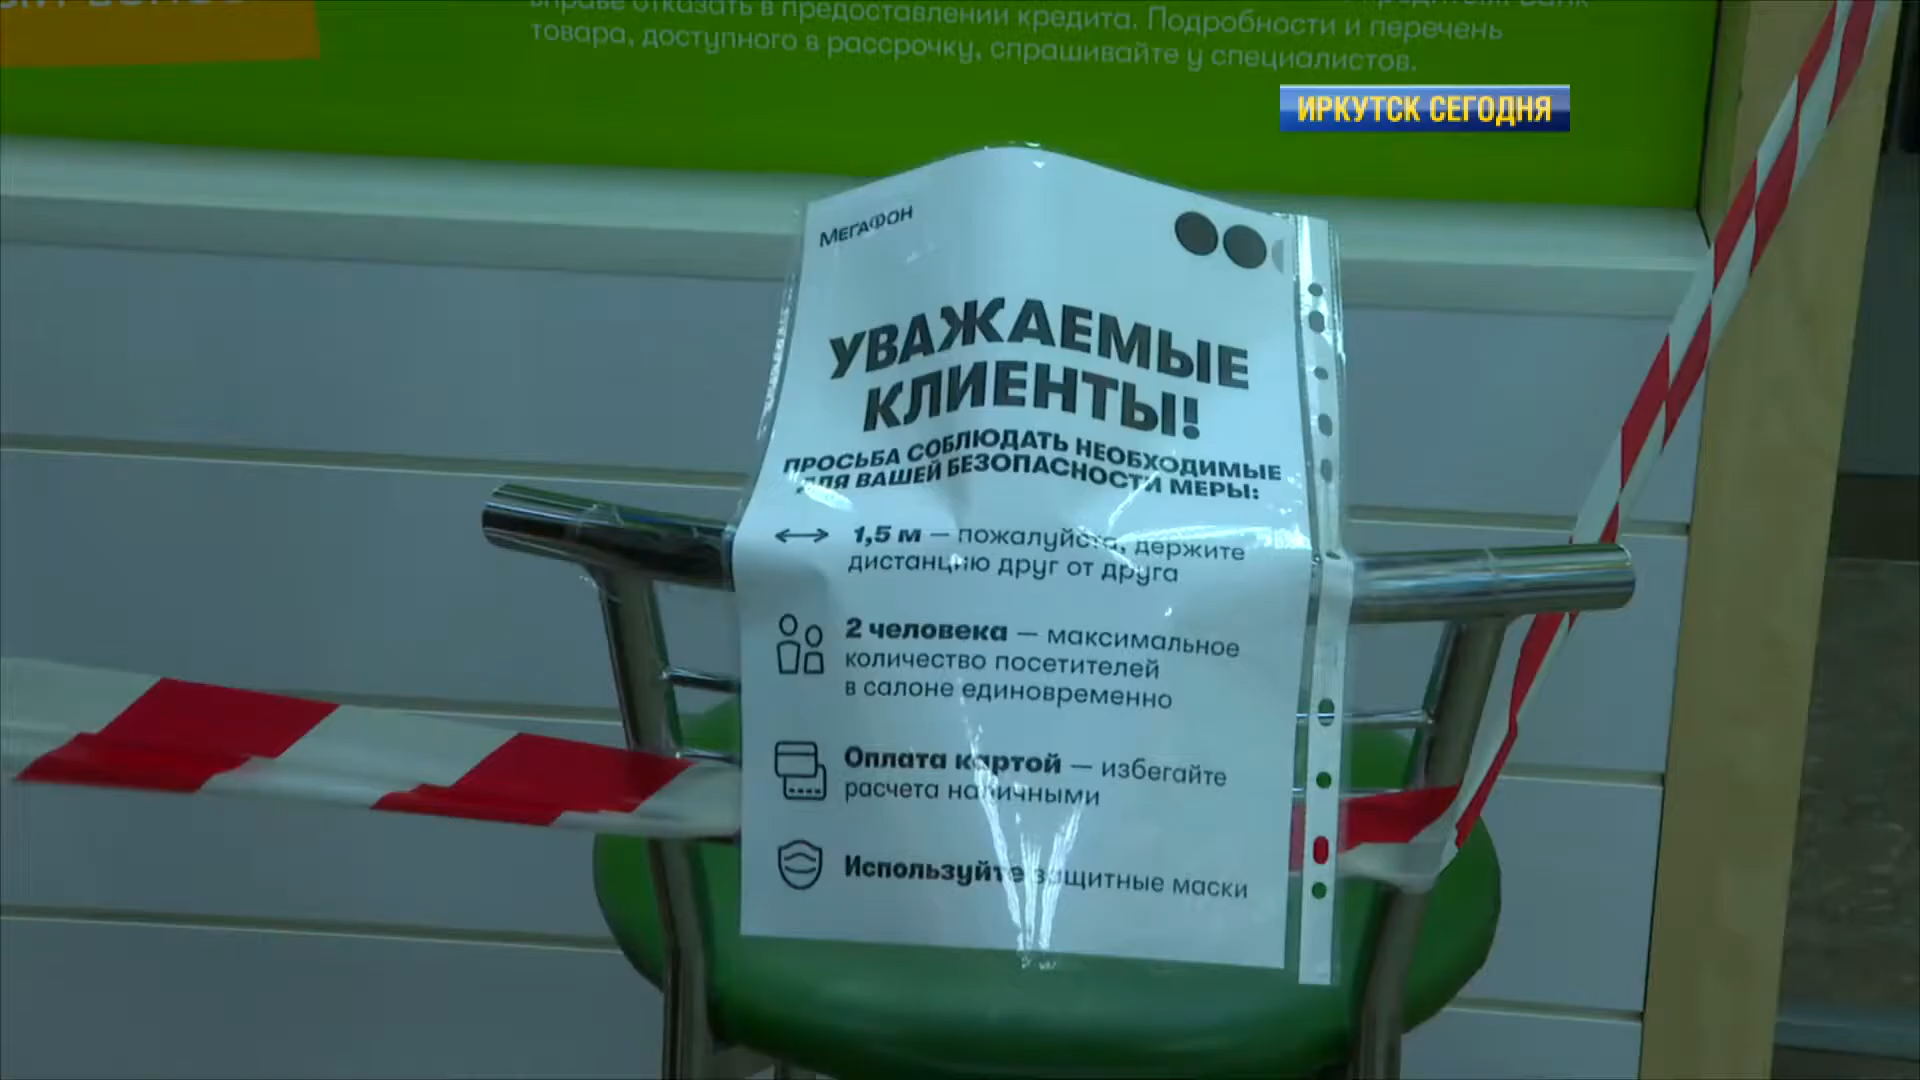 вправе отказать в предоставлении кредита. Подробности и перечень
товара, доступного в рассрочку, спрашивайте у специалистов.
ИРКУТСК СЕГОДНЯ
МЕГАФОН
УВАЖАЕМЫЕ
КЛИЕНТЫ!
ПРОСЬБА СОБЛЮДАТЬ НЕОБХОДИМЫЕ
ДЛЯ ВАШЕЙ БЕЗОПАСНОСТИ МЕРЫ:
1,5 м — пожалуйста, держите
дистанцию друг от друга
2 человека — максимальное
количество посетителей
в салоне единовременно
Оплата картой — избегайте
расчета наличными
Используйте защитные маски